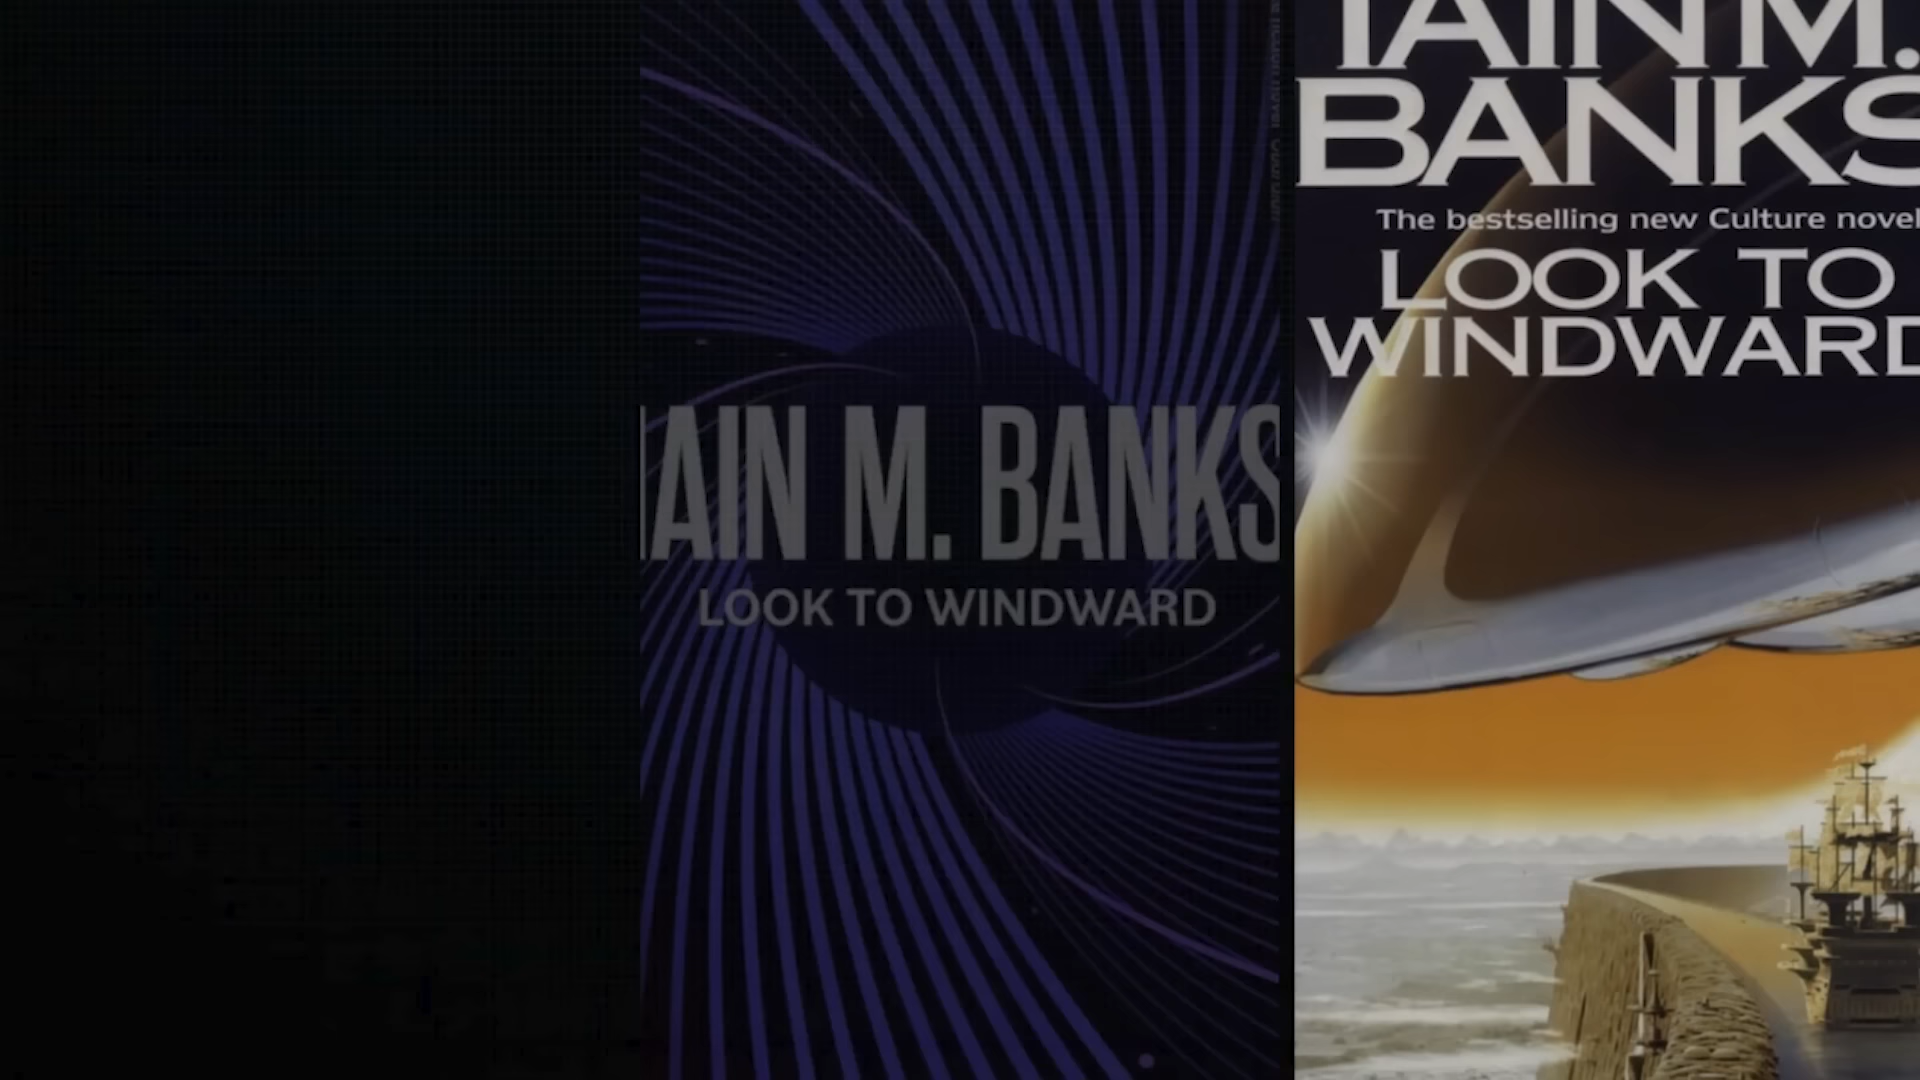 IAIN M. BANKS
LOOK TO WINDWARD
IAIN M.
BANKS
The bestselling new Culture novel
LOOK TO
WINDWARD